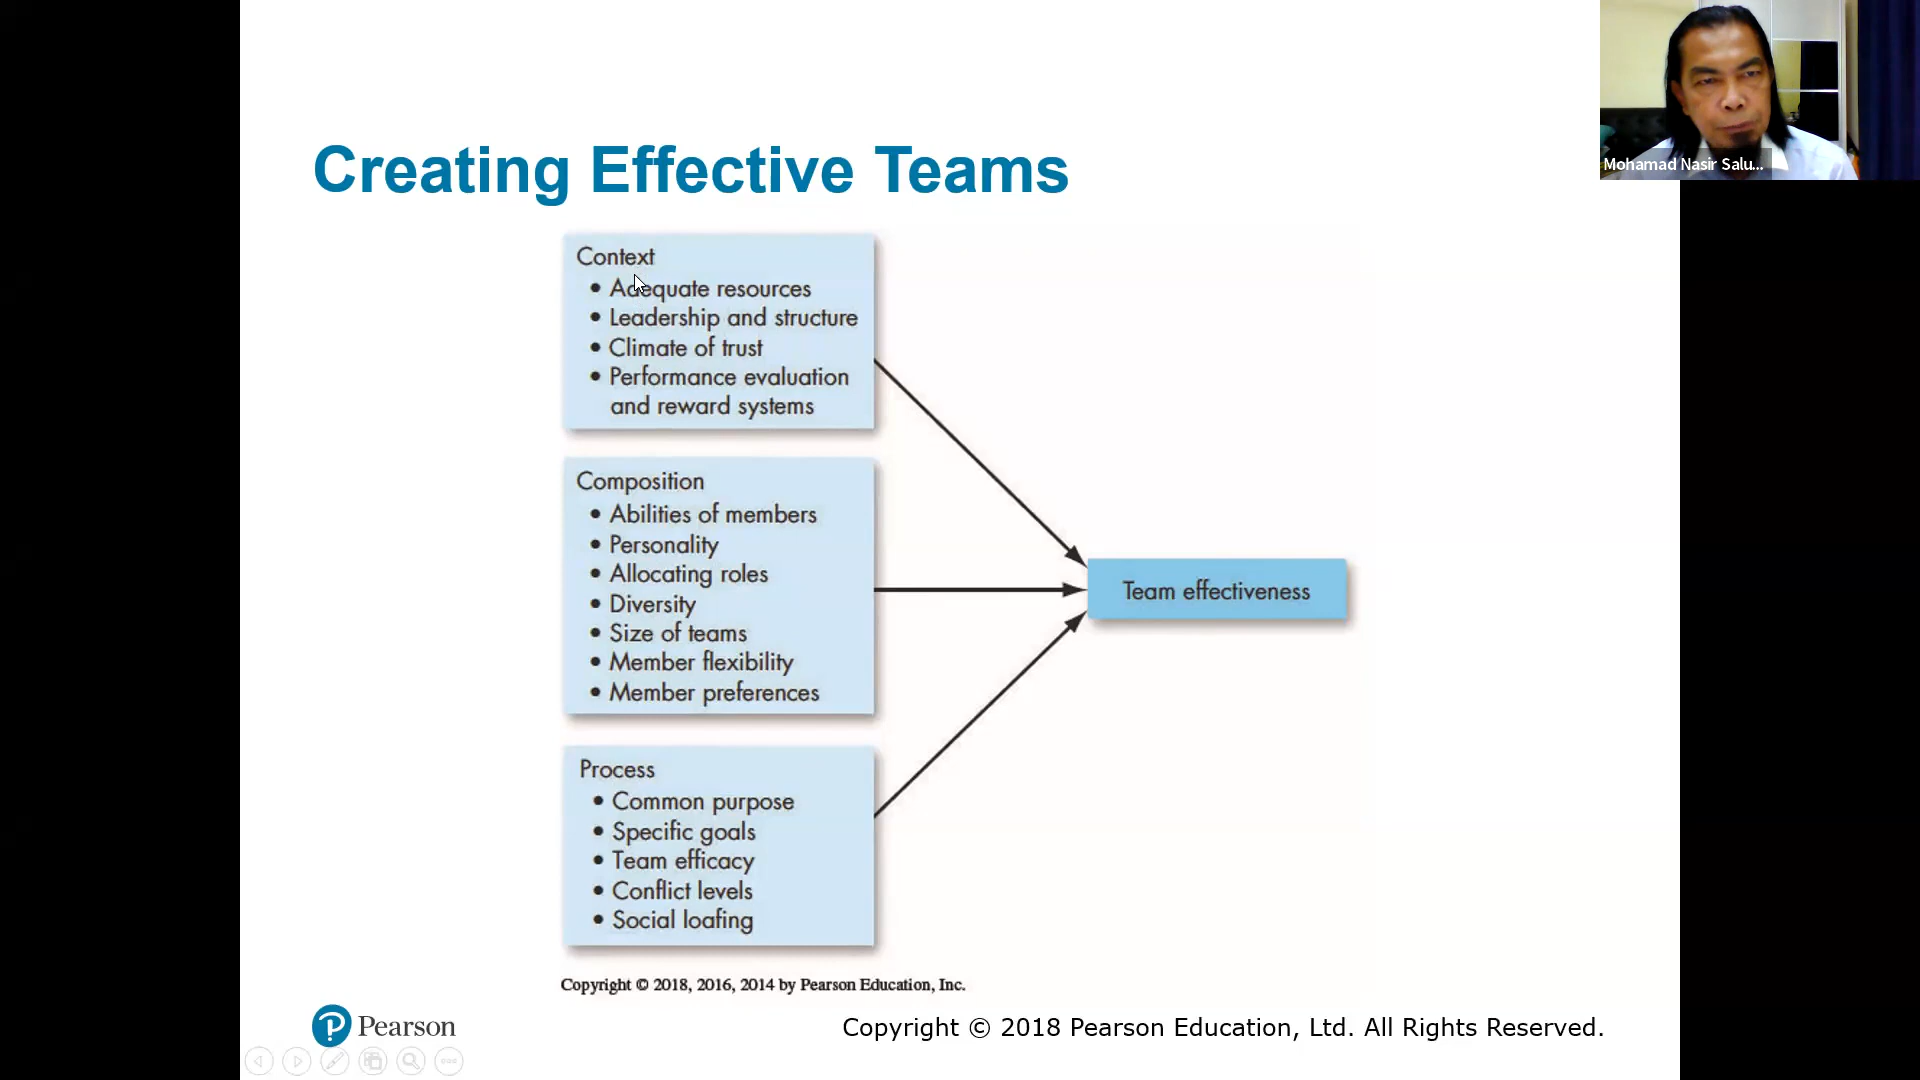 Mohamad Nasir Salu...
Creating Effective Teams
Context
• Adequate resources
• Leadership and structure
• Climate of trust
• Performance evaluation
and reward systems
Composition
• Abilities of members
• Personality
• Allocating roles
• Diversity
• Size of teams
• Member flexibility
• Member preferences
Process
• Common purpose
• Specific goals
• Team efficacy
• Conflict levels
• Social loafing
Team effectiveness
Copyright © 2018, 2016, 2014 by Pearson Education, Inc.
Pearson
Copyright © 2018 Pearson Education, Ltd. All Rights Reserved.